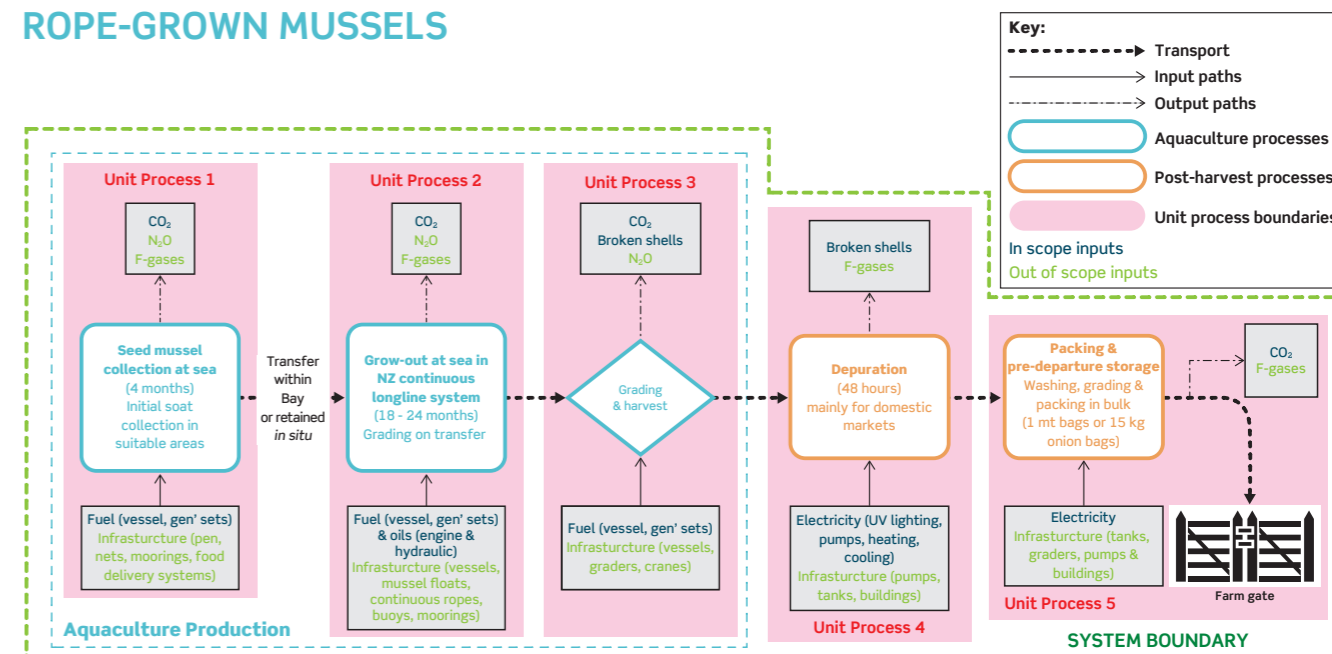 ROPE-GROWN MUSSELS
Key:
Transport
Input paths
Output paths
Aquaculture processes
Post-harvest processes
Unit process boundaries
In scope inputs
Out of scope inputs
Unit Process 1
CO₂
N₂O
F-gases
Seed mussel
collection at sea
(4 months)
Initial soat
collection in
suitable areas
Fuel (vessel, gen' sets)
Infrasturcture (pen,
nets, moorings, food
delivery systems)
Transfer
within
Bay
or retained
in situ
Unit Process 2
CO₂
N₂O
F-gases
Grow-out at sea in
NZ continuous
longline system
(18 - 24 months)
Grading on transfer
Fuel (vessel, gen' sets)
& oils (engine &
hydraulic)
Infrasturcture (vessels,
mussel floats,
continuous ropes,
buoys, moorings)
Unit Process 3
CO₂
Broken shells
N₂O
Grading
& harvest
Fuel (vessel, gen' sets)
Infrasturcture (vessels,
graders, cranes)
Aquaculture Production
Broken shells
F-gases
Depuration
(48 hours)
mainly for domestic
markets
Electricity (UV lighting,
pumps, heating,
cooling)
Infrasturcture (pumps,
tanks, buildings)
Unit Process 4
Packing &
pre-departure storage
Washing, grading &
packing in bulk
(1 mt bags or 15 kg
onion bags)
CO₂
F-gases
Electricity
Infrasturcture (tanks,
graders, pumps &
buildings)
Unit Process 5
Farm gate
SYSTEM BOUNDARY